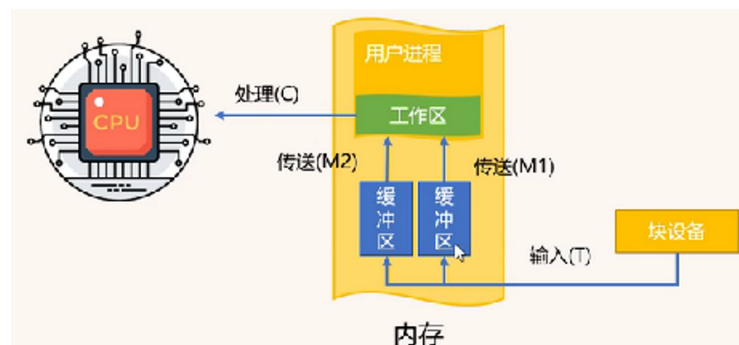 用户进程
处理(C)
工作区
CPU
传送(M2)
传送(M1)
缓冲区
缓冲区
块设备
输入(T)
内存